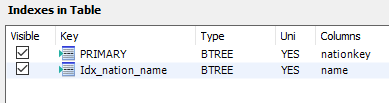 Indexes in Table
Visible Key Type Uni Columns
PRIMARY BTREE YES nationkey
Idx_nation_name BTREE YES name